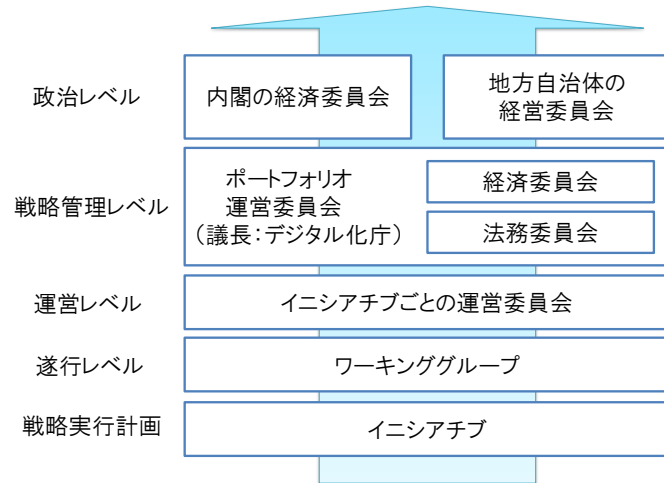 政治レベル
内閣の経済委員会
地方自治体の
経営委員会
戦略管理レベル
ポートフォリオ
運営委員会
（議長：デジタル化庁）
経済委員会
法務委員会
運営レベル
イニシアチブごとの運営委員会
遂行レベル
ワーキンググループ
戦略実行計画
イニシアチブ